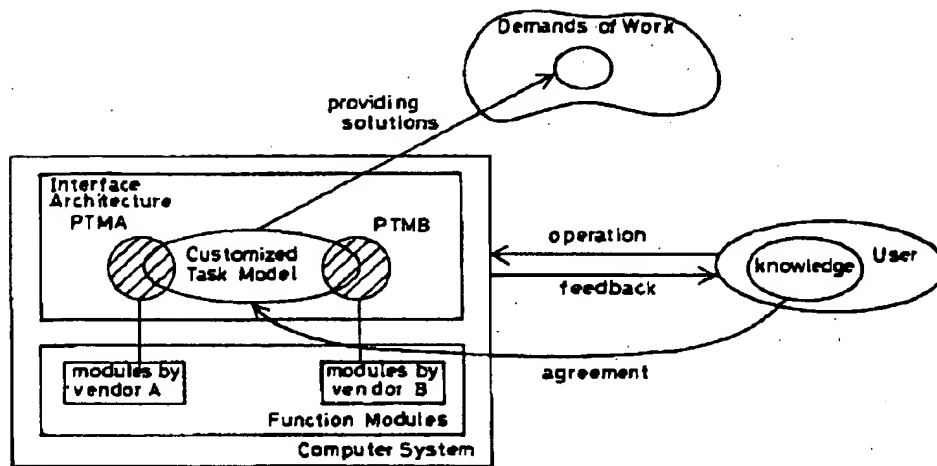 Demands of Work
providing
solutions
Interface
Architecture
PTMA
PTMB
Customized
Task Model
operation
feedback
knowledge
User
agreement
modules by
vendor A
modules by
vendor B
Function Modules
Computer System